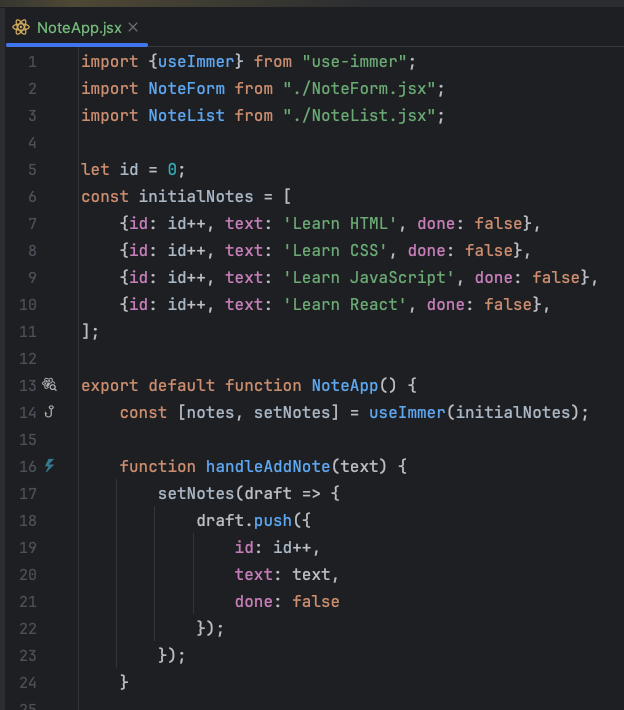 NoteApp.jsx
1 import {useImmer} from "use-immer";
2 import NoteForm from "./NoteForm.jsx";
3 import NoteList from "./NoteList.jsx";
4
5 let id = 0;
6 const initialNotes = [
7     {id: id++, text: 'Learn HTML', done: false},
8     {id: id++, text: 'Learn CSS', done: false},
9     {id: id++, text: 'Learn JavaScript', done: false},
10     {id: id++, text: 'Learn React', done: false},
11 ];
12
13 export default function NoteApp() {
14     const [notes, setNotes] = useImmer(initialNotes);
15
16     function handleAddNote(text) {
17         setNotes(draft => {
18             draft.push({
19                 id: id++,
20                 text: text,
21                 done: false
22             });
23         });
24     }
25